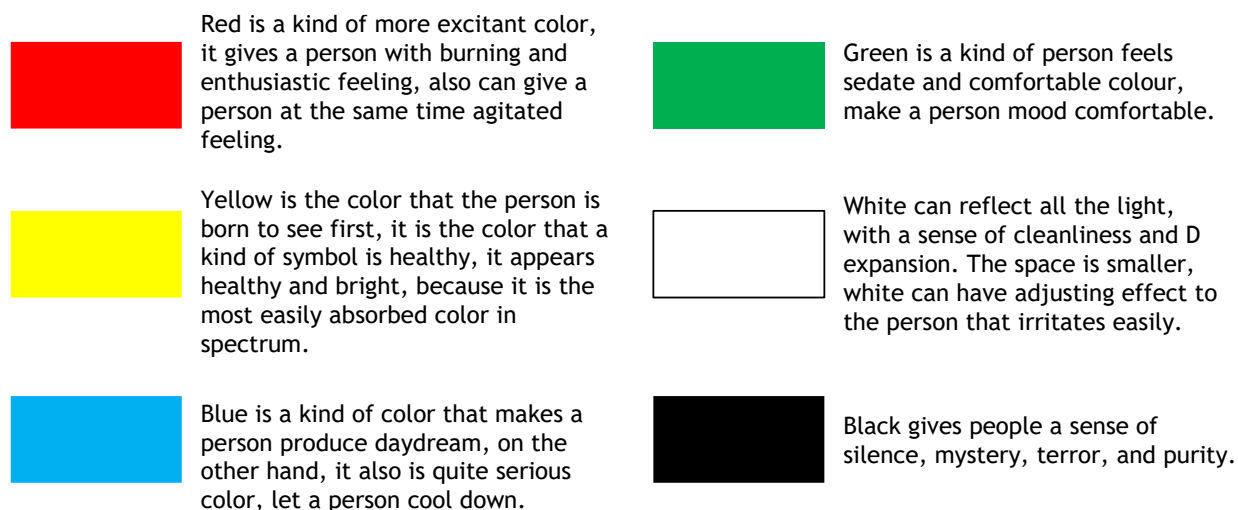 Red is a kind of more excitant color,
it gives a person with burning and
enthusiastic feeling, also can give a
person at the same time agitated
feeling.
Green is a kind of person feels
sedate and comfortable colour,
make a person mood comfortable.
Yellow is the color that the person is
born to see first, it is the color that a
kind of symbol is healthy, it appears
healthy and bright, because it is the
most easily absorbed color in
spectrum.
White can reflect all the light,
with a sense of cleanliness and D
expansion. The space is smaller,
white can have adjusting effect to
the person that irritates easily.
Blue is a kind of color that makes a
person produce daydream, on the
other hand, it also is quite serious
color, let a person cool down.
Black gives people a sense of
silence, mystery, terror, and purity.